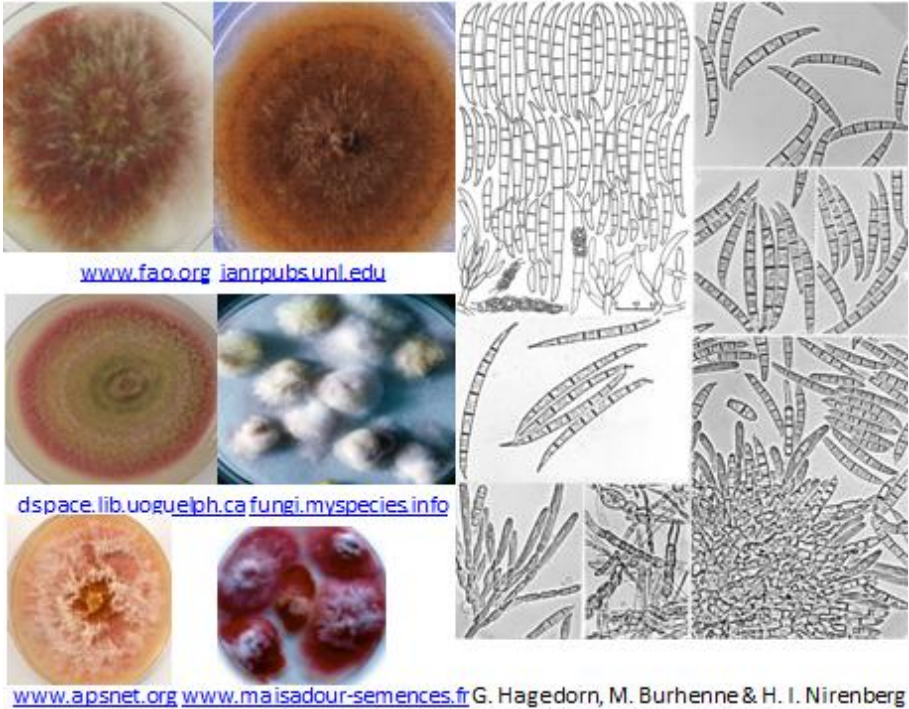 www.fao.org ianrpubs.unl.edu
dspace.lib.uoguelph.ca fungi.myspecies.info
www.apsnet.org www.maisadour-semences.fr G. Hagedorn, M. Burhenne & H. I. Nirenberg